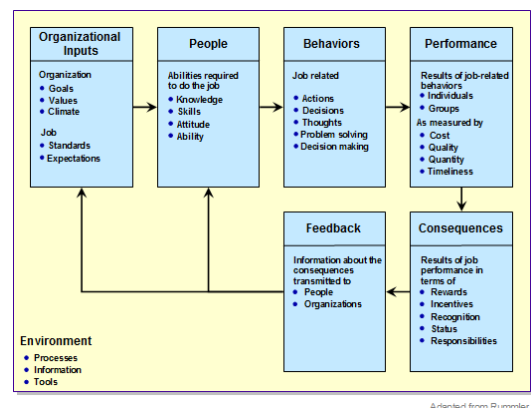 Organizational
Inputs
Organization
Goals
Values
Climate
Job
Standards
Expectations
People
Abilities required
to do the job
Knowledge
Skills
Attitude
Ability
Behaviors
Job related
Actions
Decisions
Thoughts
Problem solving
Decision making
Performance
Results of job-related
behaviors
Individuals
Groups
As measured by
Cost
Quality
Quantity
Timeliness
Feedback
Information about the
consequences
transmitted to
People
Organizations
Consequences
Results of job
performance in
terms of
Rewards
Incentives
Recognition
Status
Responsibilities
Environment
Processes
Information
Tools
Adapted from Rummler